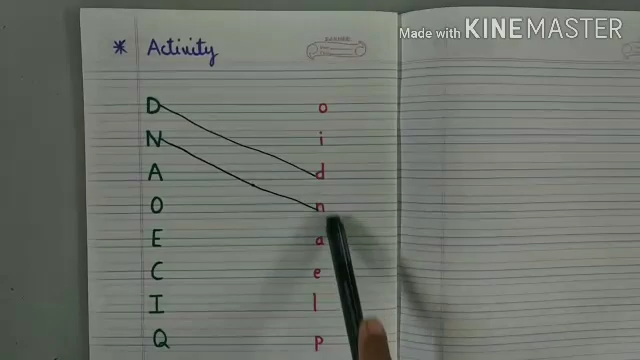 Made with KINEMASTER
* Activity
D o
N i
A d
O n
E a
C e
I l
Q p